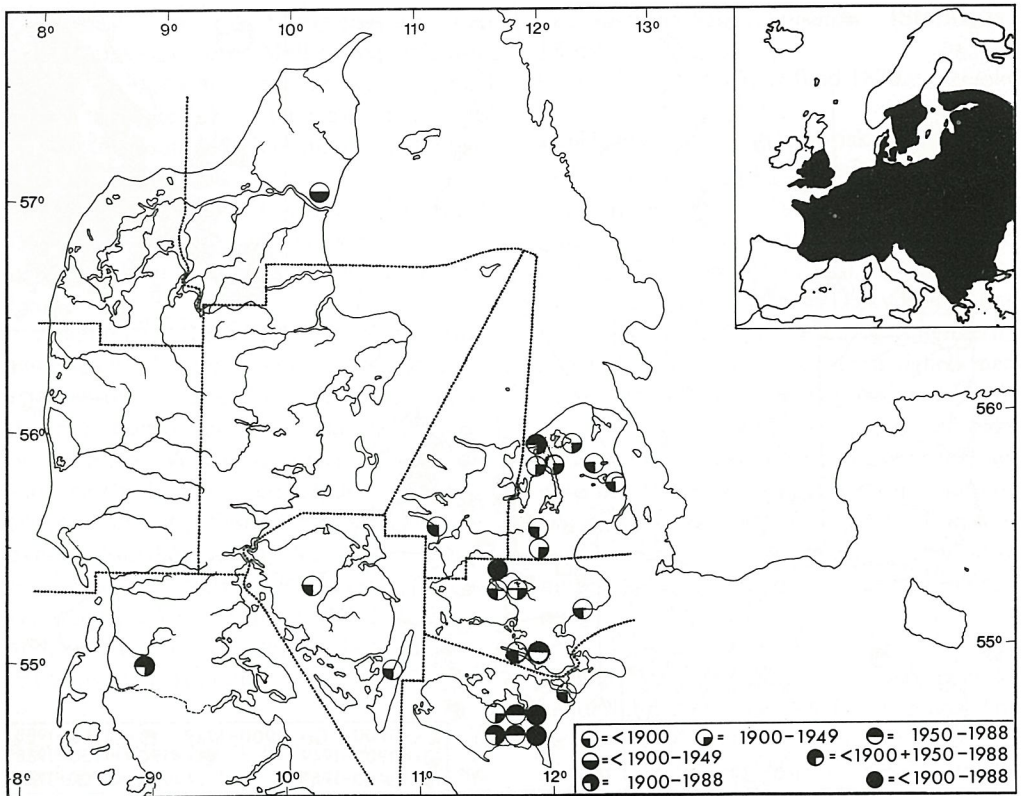 8° 9° 10° 11° 12° 13°
57°
56° 56°
55° 55°
= <1900 = 1900-1949 = 1950-1988
= <1900-1949 = <1900+1950-1988
= 1900-1988 = <1900-1988
8° 9° 10° 11° 12°